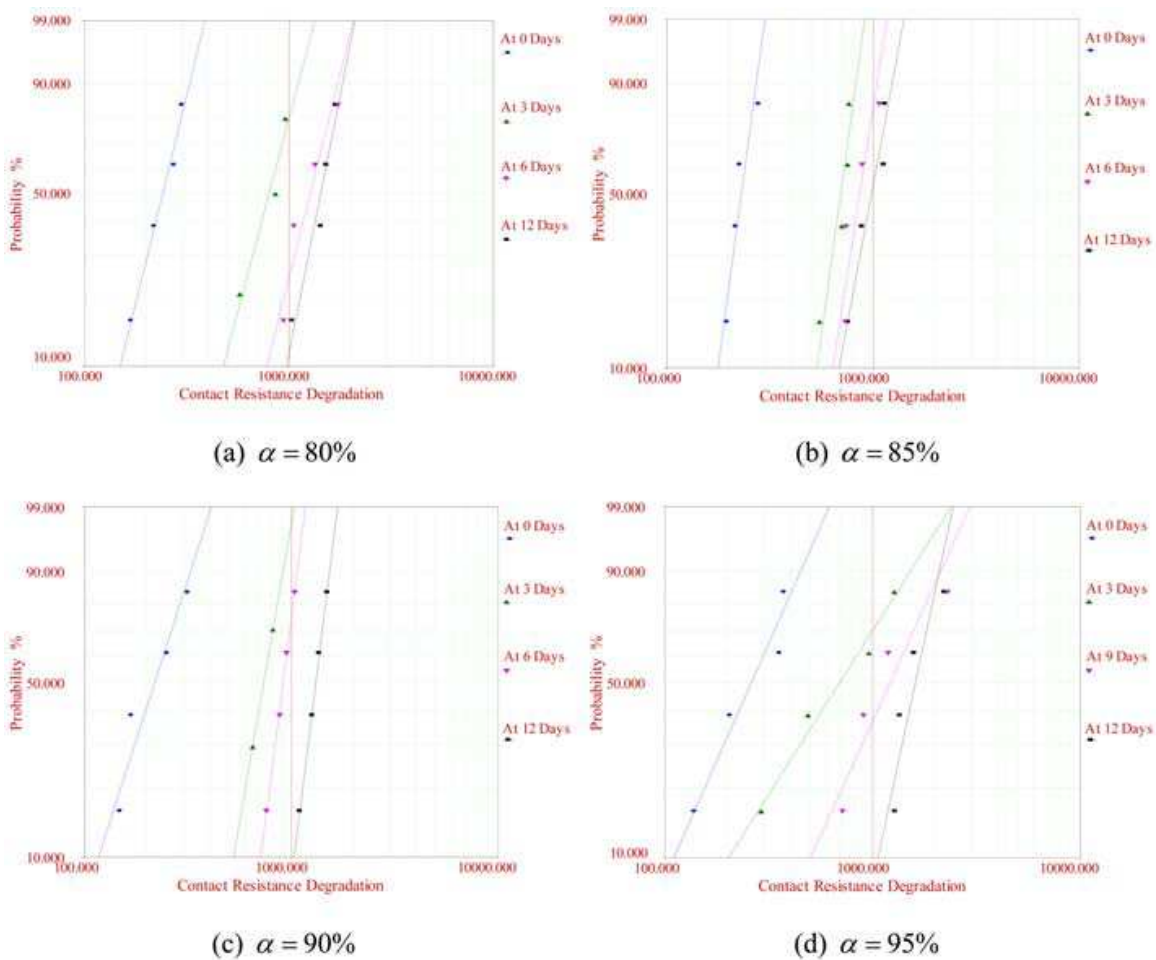 99.000
90.000
50.000
10.000
Probability %
100.000
1000.000
10000.000
Contact Resistance Degradation
At 0 Days
At 3 Days
At 6 Days
At 12 Days
(a) α = 80%
99.000
90.000
50.000
10.000
Probability %
100.000
1000.000
10000.000
Contact Resistance Degradation
At 0 Days
At 3 Days
At 6 Days
At 12 Days
(b) α = 85%
99.000
90.000
50.000
10.000
Probability %
100.000
1000.000
10000.000
Contact Resistance Degradation
At 0 Days
At 3 Days
At 6 Days
At 12 Days
(c) α = 90%
99.000
90.000
50.000
10.000
Probability %
100.000
1000.000
10000.000
Contact Resistance Degradation
At 0 Days
At 3 Days
At 9 Days
At 12 Days
(d) α = 95%